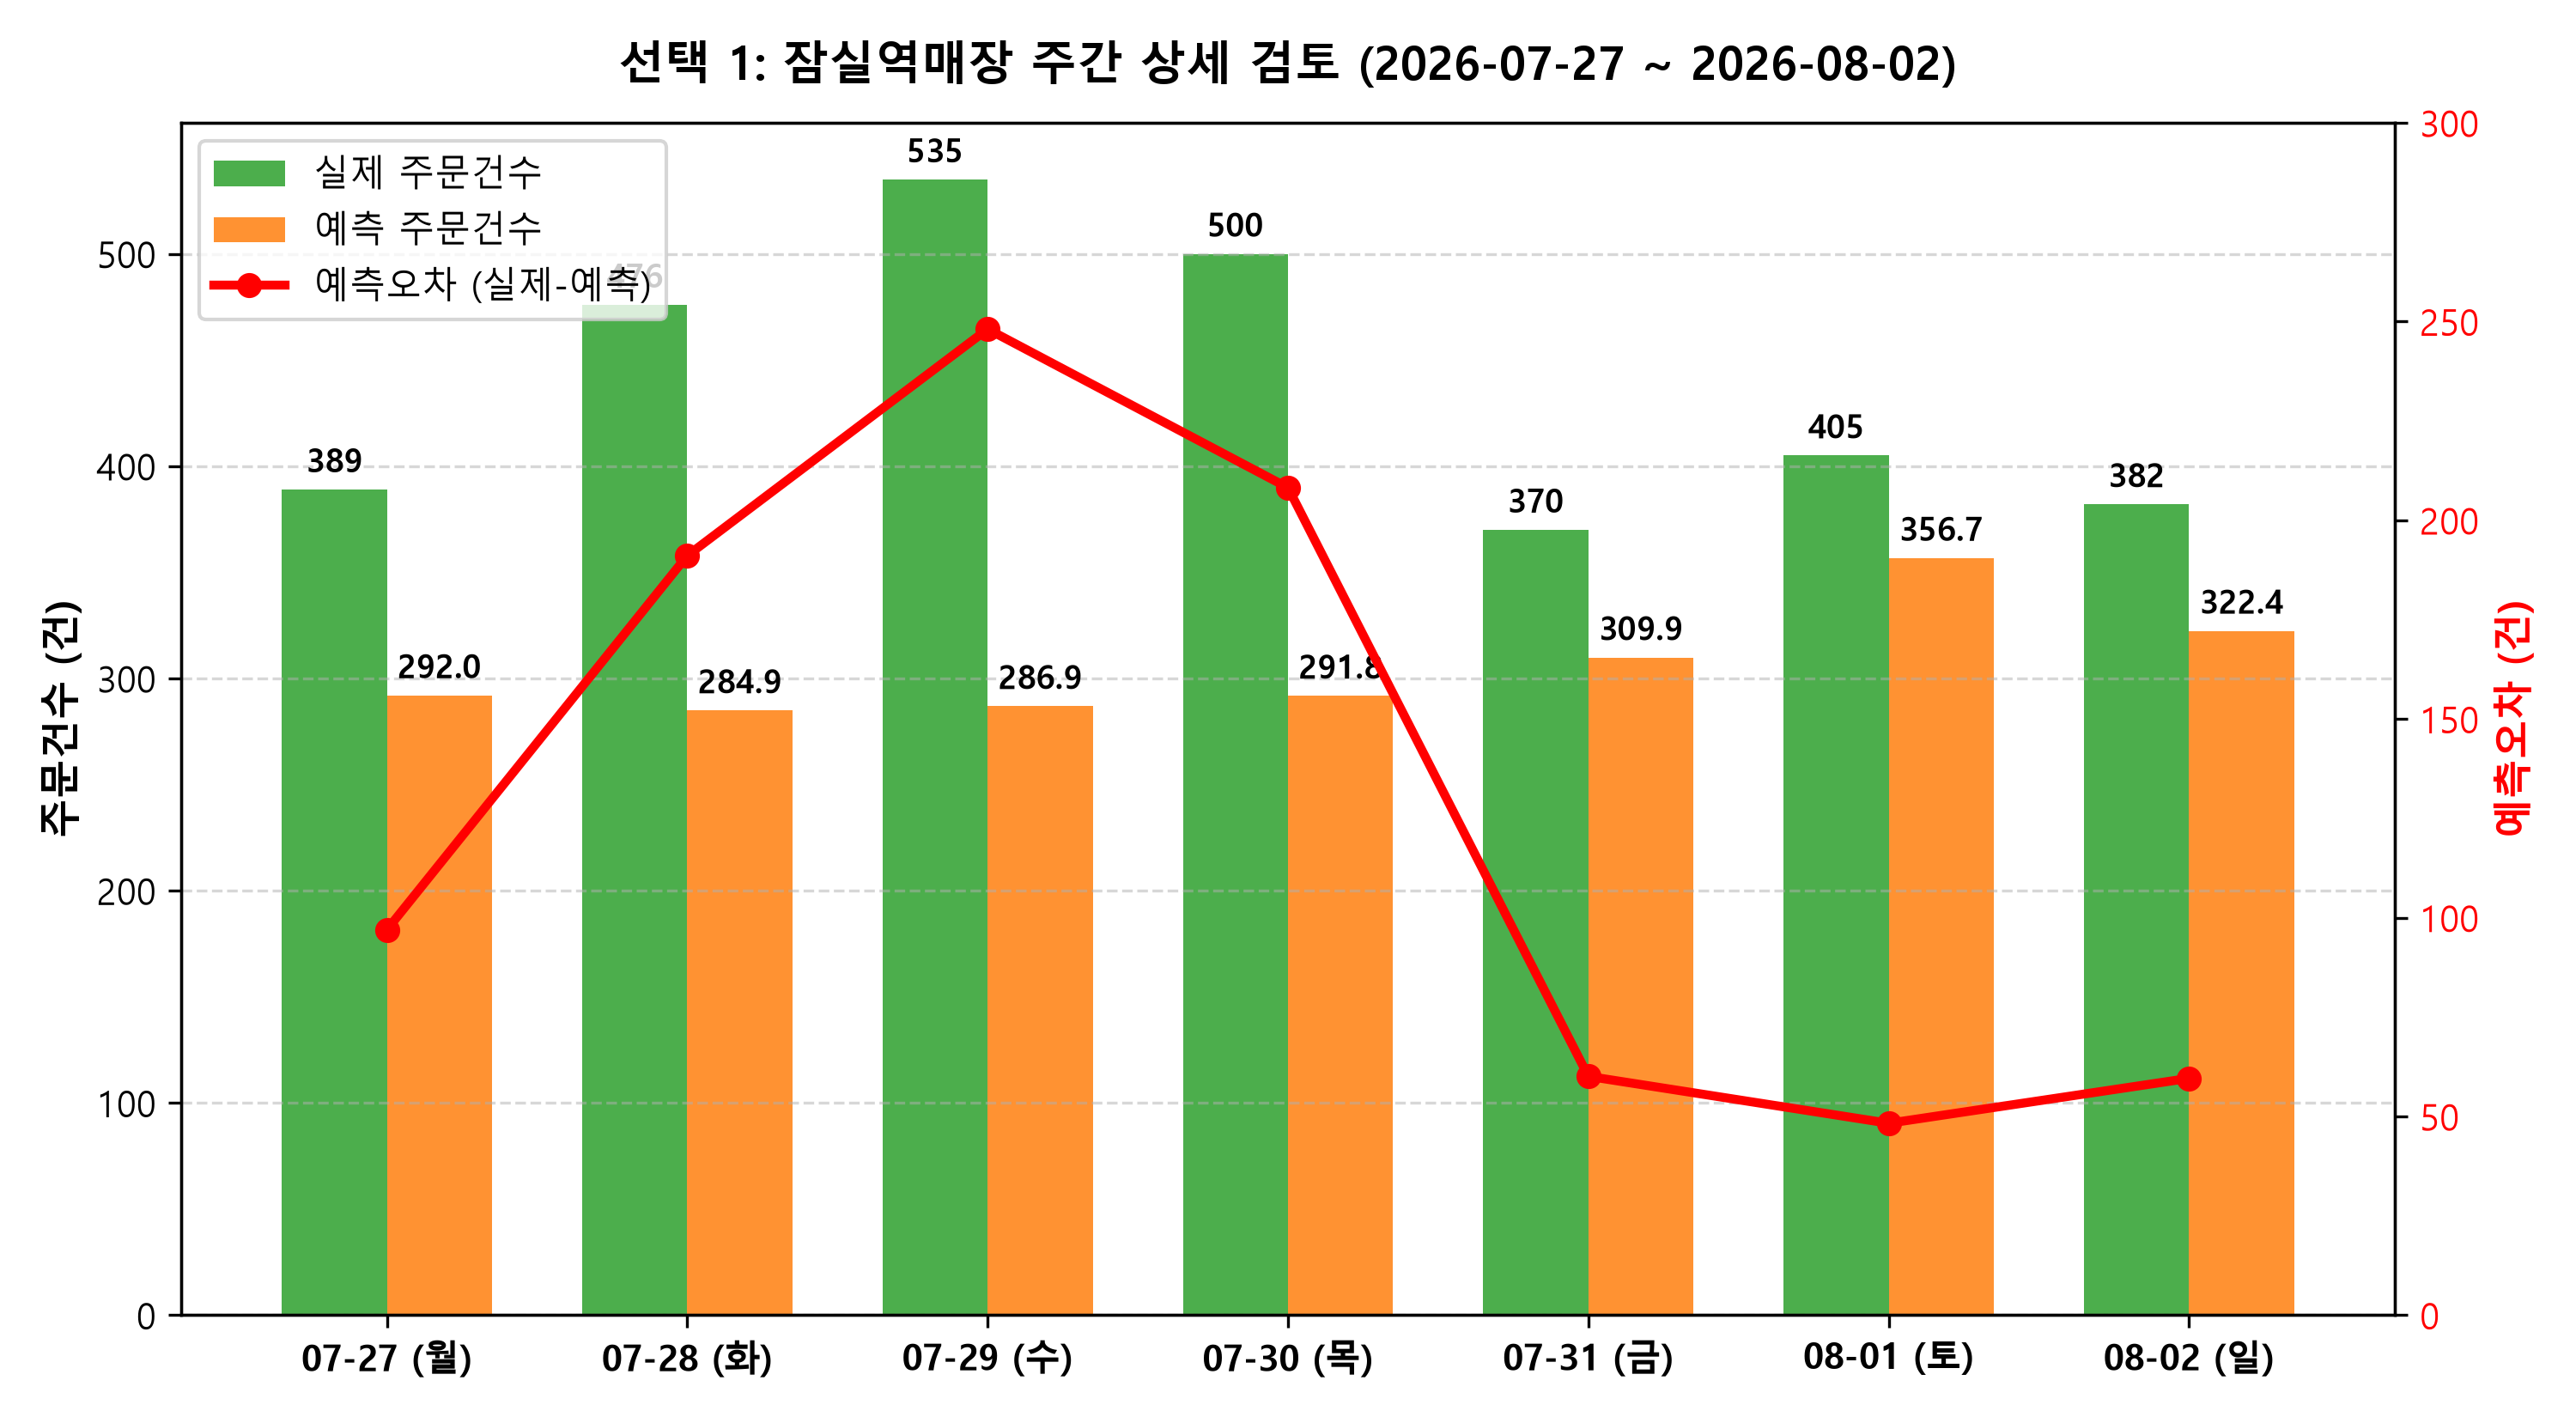 선택 1: 잠실역매장 주간 상세 검토 (2026-07-27 ~ 2026-08-02)
실제 주문건수
예측 주문건수
예측오차 (실제-예측)
주문건수 (건)
500
400
300
200
100
0
389
292.0
476
284.9
535
286.9
500
291.8
370
309.9
405
356.7
382
322.4
300
250
200
150
100
50
0
예측오차 (건)
07-27 (월)
07-28 (화)
07-29 (수)
07-30 (목)
07-31 (금)
08-01 (토)
08-02 (일)